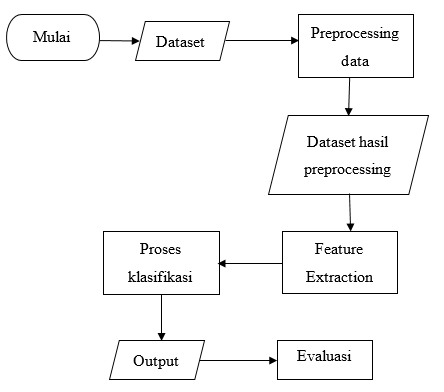 Mulai
Dataset
Preprocessing
data
Dataset hasil
preprocessing
Feature
Extraction
Proses
klasifikasi
Output
Evaluasi